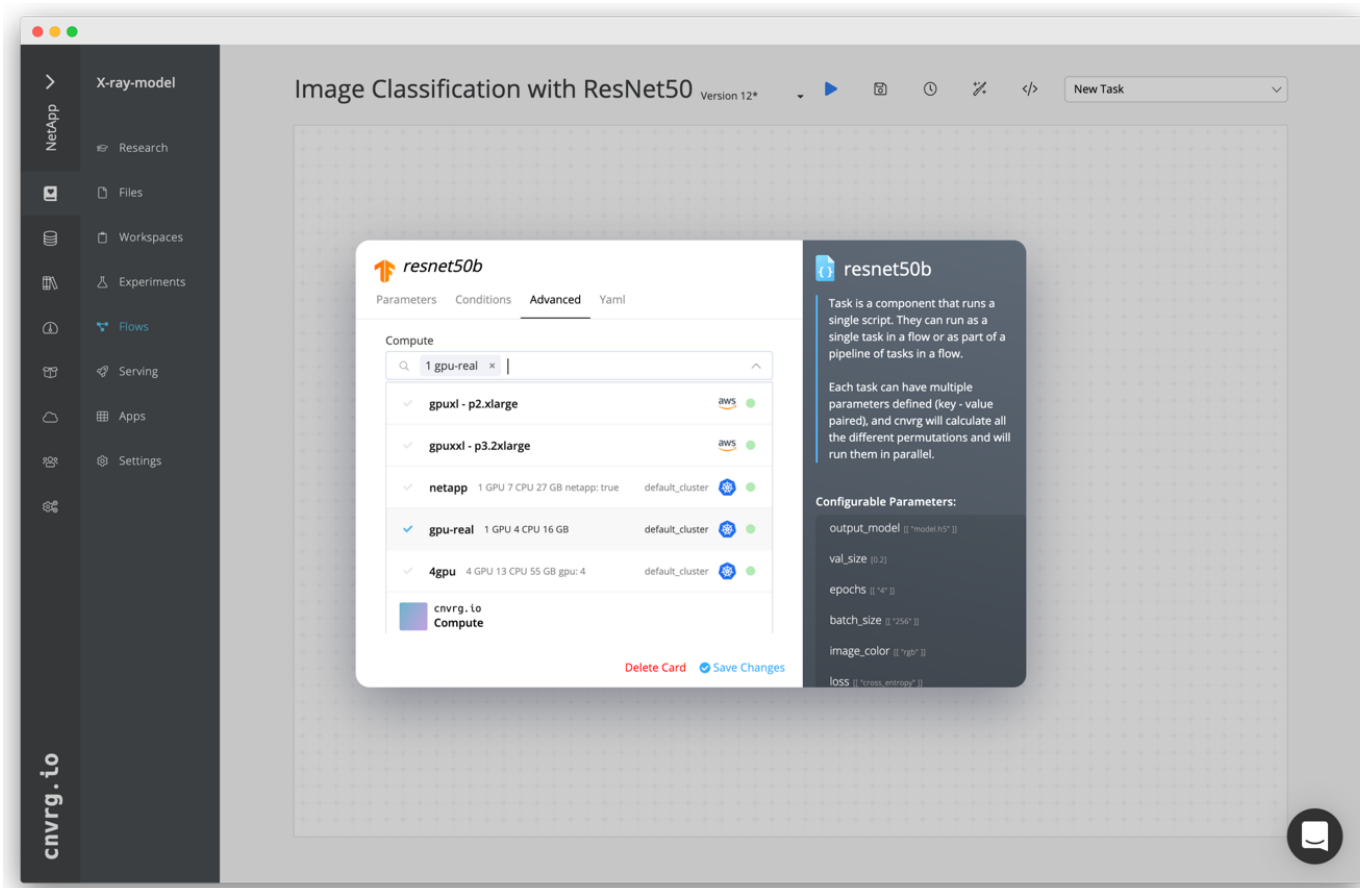 X-ray-model
NetApp
Research
Files
Workspaces
Experiments
Flows
Serving
Apps
Settings
cnvrg.io
Image Classification with ResNet50 Version 12*
New Task
resnet50b
Parameters Conditions Advanced Yaml
Compute
1 gpu-real ×
gpuxl - p2.xlarge aws
gpuxxl - p3.2xlarge aws
netapp 1 GPU 7 CPU 27 GB netapp: true default_cluster
gpu-real 1 GPU 4 CPU 16 GB default_cluster
4gpu 4 GPU 13 CPU 55 GB gpu: 4 default_cluster
cnvrg.io
Compute
Delete Card Save Changes
resnet50b
Task is a component that runs a
single script. They can run as a
single task in a flow or as part of a
pipeline of tasks in a flow.
Each task can have multiple
parameters defined (key - value
paired), and cnvrg will calculate all
the different permutations and will
run them in parallel.
Configurable Parameters:
output_model [[ "model.h5" ]]
val_size [0.2]
epochs [[ "4" ]]
batch_size [[ "256" ]]
image_color [[ "rgb" ]]
loss [[ "cross_entropy" ]]